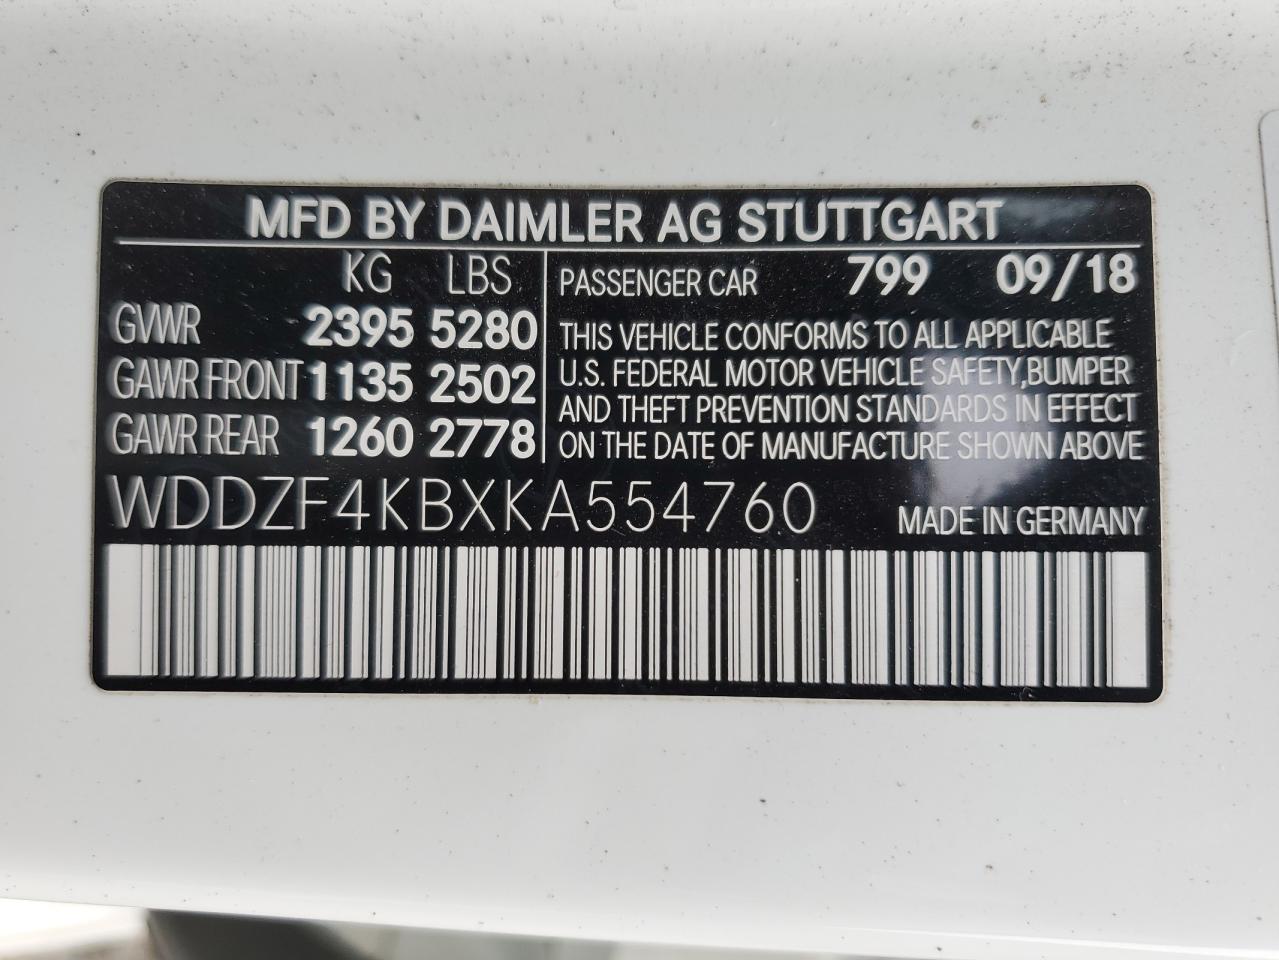 MFD BY DAIMLER AG STUTTGART
KG LBS
GVWR 2395 5280
GAWR FRONT 1135 2502
GAWR REAR 1260 2778
PASSENGER CAR 799 09/18
THIS VEHICLE CONFORMS TO ALL APPLICABLE
U.S. FEDERAL MOTOR VEHICLE SAFETY,BUMPER
AND THEFT PREVENTION STANDARDS IN EFFECT
ON THE DATE OF MANUFACTURE SHOWN ABOVE
WDDZF4KBXKA554760
MADE IN GERMANY